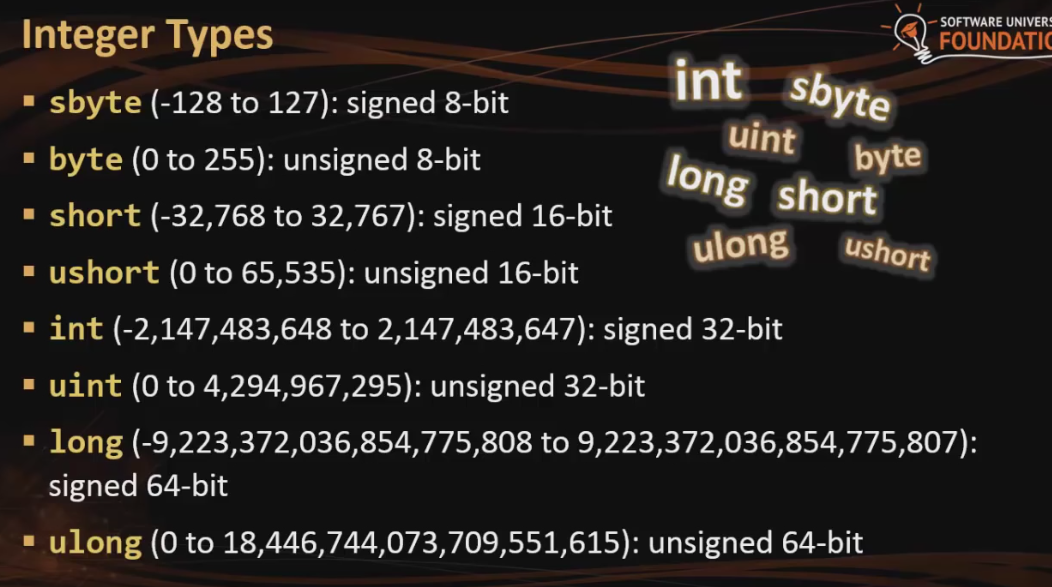 Integer Types
SOFTWARE UNIVERS
FOUNDATIO
▪ sbyte (-128 to 127): signed 8-bit
▪ byte (0 to 255): unsigned 8-bit
▪ short (-32,768 to 32,767): signed 16-bit
▪ ushort (0 to 65,535): unsigned 16-bit
▪ int (-2,147,483,648 to 2,147,483,647): signed 32-bit
▪ uint (0 to 4,294,967,295): unsigned 32-bit
▪ long (-9,223,372,036,854,775,808 to 9,223,372,036,854,775,807):
signed 64-bit
▪ ulong (0 to 18,446,744,073,709,551,615): unsigned 64-bit
int sbyte
uint byte
long short
ulong ushort